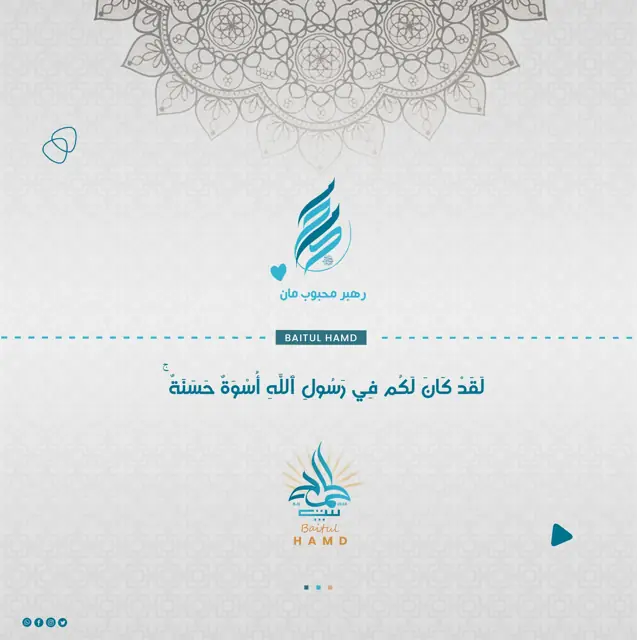 رهبر محبوب مان
BAITUL HAMD
لَقَدْ كَانَ لَكُم فِي رَسُولِ ٱللَّهِ أُسْوَةٌ حَسَنَةٌ ۚ
Baitul
HAMD